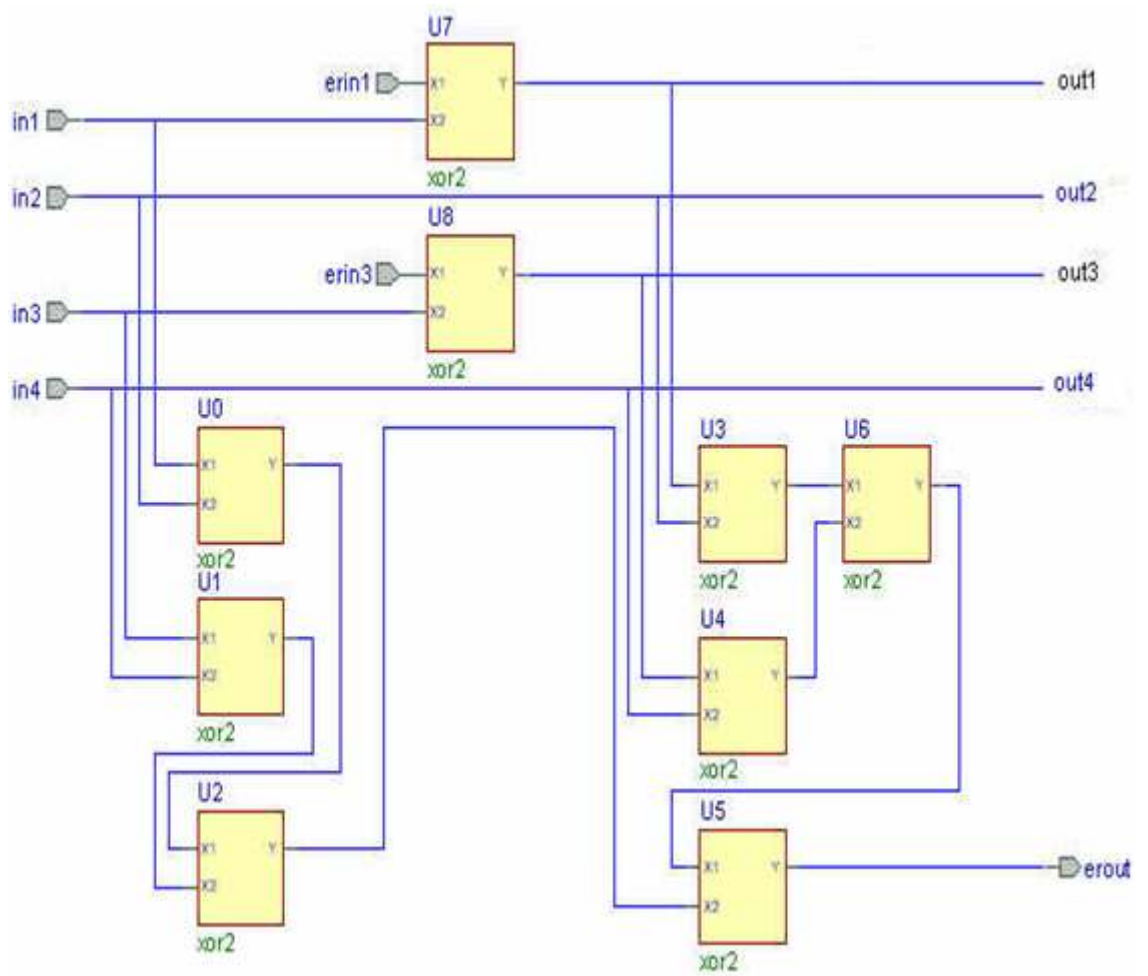 U7
erin1
X1
Y
out1
in1
X2
xor2
in2
out2
U8
erin3
X1
Y
out3
in3
X2
xor2
in4
out4
U0
X1
Y
X2
xor2
U3
X1
Y
X2
xor2
U6
X1
Y
X2
xor2
U1
X1
Y
X2
xor2
U4
X1
Y
X2
xor2
U2
X1
Y
X2
xor2
U5
X1
Y
X2
xor2
erout